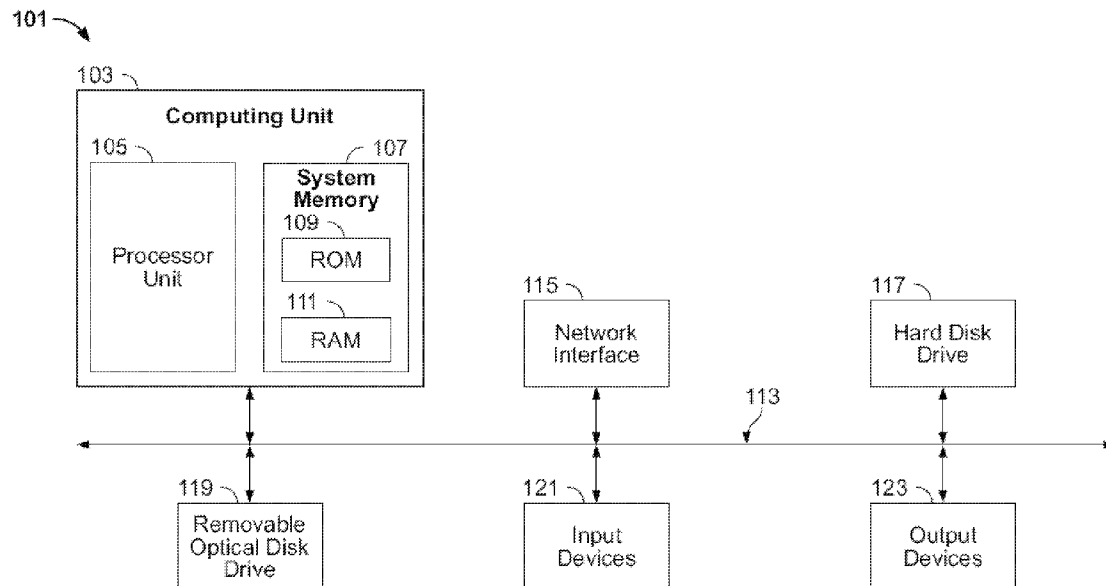 101
103
Computing Unit
105
107
System
Memory
Processor
Unit
109
ROM
111
RAM
115
Network
Interface
117
Hard Disk
Drive
113
119
Removable
Optical Disk
Drive
121
Input
Devices
123
Output
Devices